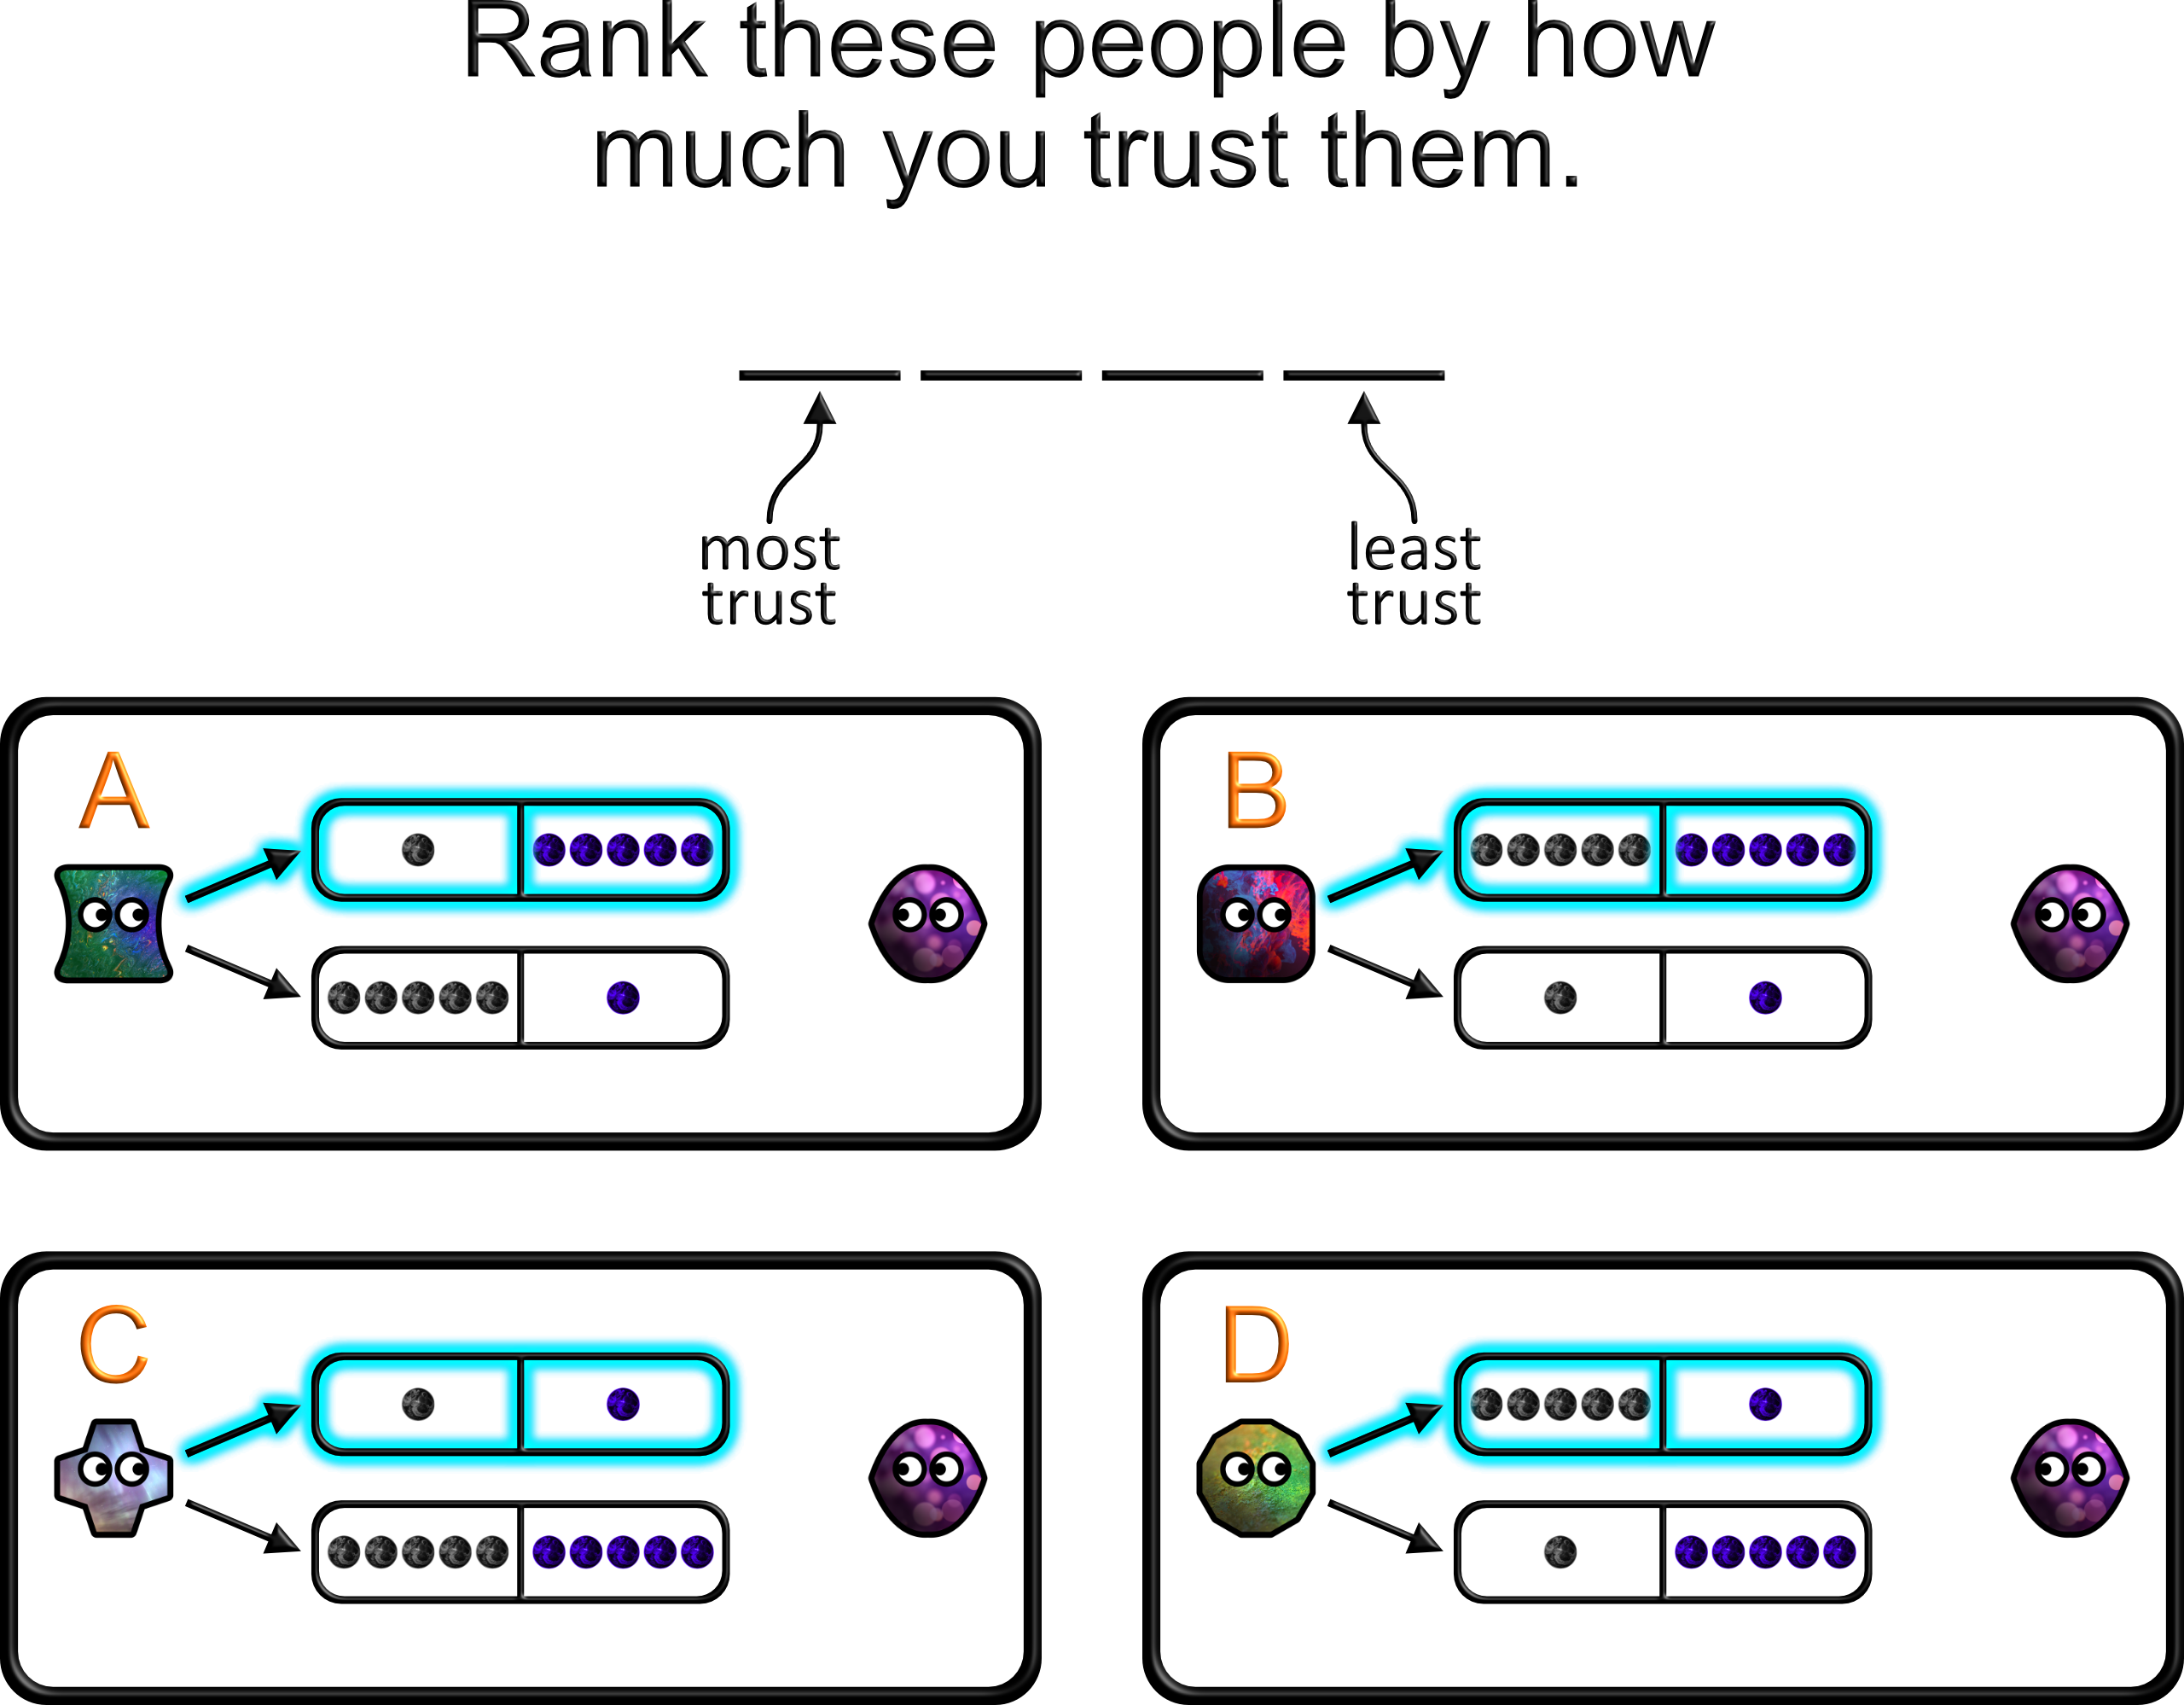 Rank these people by how
much you trust them.
most
trust
least
trust
A
B
C
D